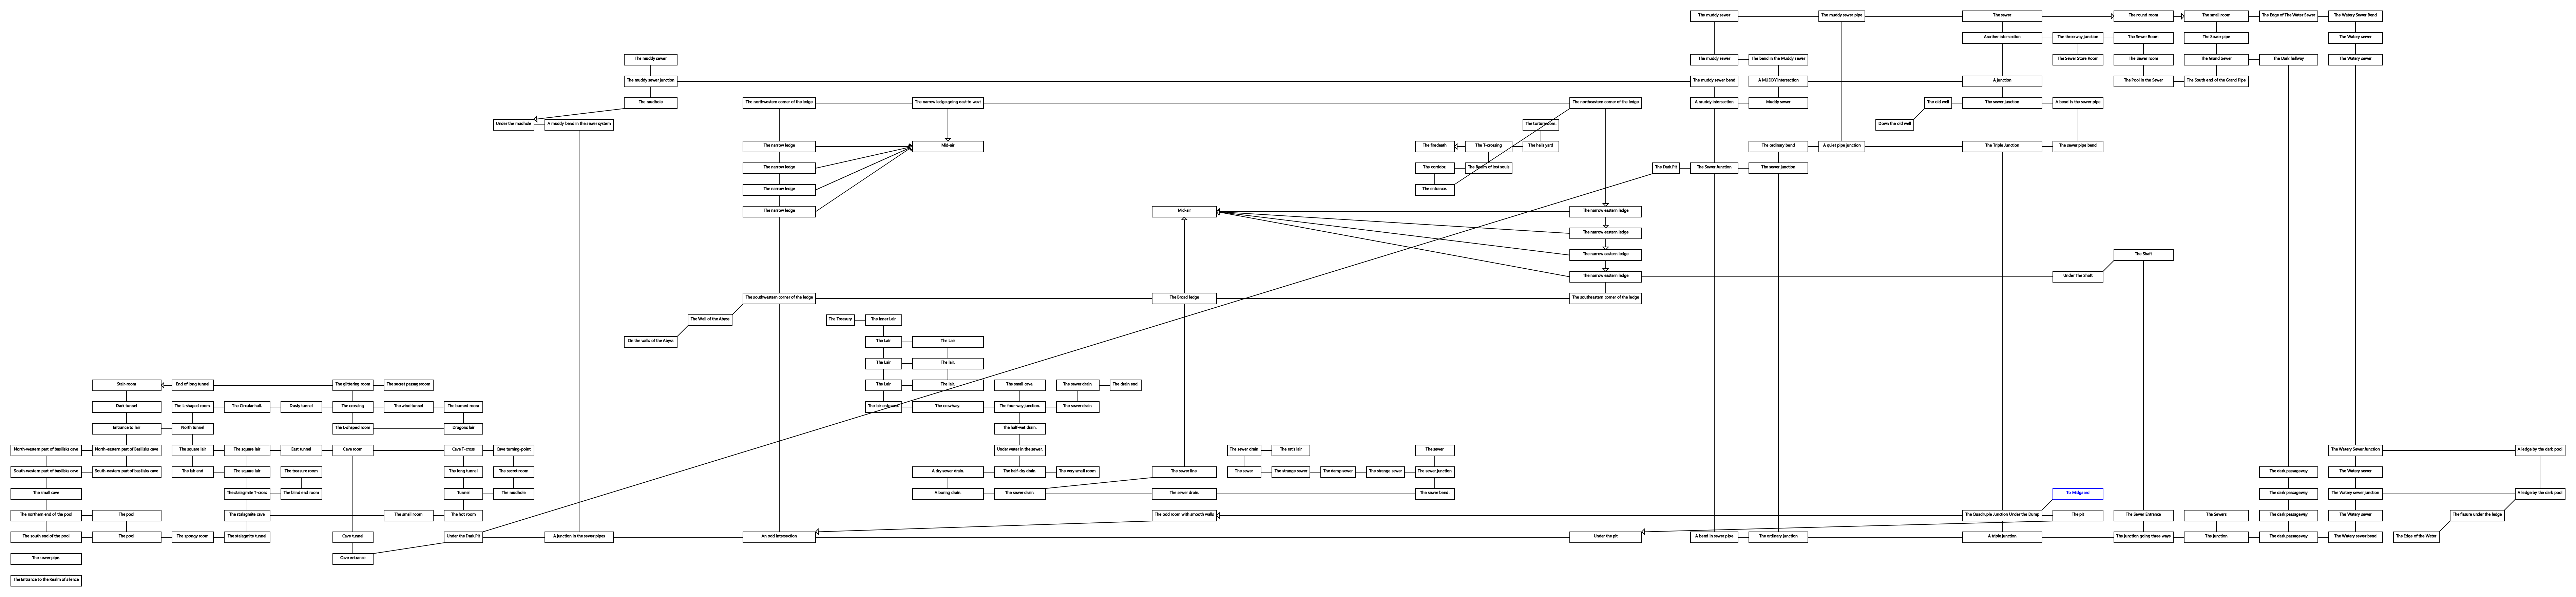 The muddy sewer
The muddy sewer pipe
The sewer
The round room
The small room
The Edge of The Water Sewer
The Watery Sewer Bend
Another intersection
The three way junction
The Sewer Room
The Sewer pipe
The Watery sewer
The muddy sewer
The muddy sewer
The bend in the Muddy sewer
The Sewer Store Room
The Sewer room
The Grand Sewer
The Dark hallway
The Watery sewer
The muddy sewer junction
The muddy sewer bend
A MUDDY intersection
A junction
The Pool in the Sewer
The South end of the Grand Pipe
The mudhole
The northwestern corner of the ledge
The narrow ledge going east to west
The northeastern corner of the ledge
A muddy intersection
Muddy sewer
The old well
The sewer junction
A bend in the sewer pipe
Under the mudhole
A muddy bend in the sewer system
The tortureroom.
Down the old well
The narrow ledge
Mid-air
The firedeath
The T-crossing
The halls yard
The ordinary bend
A quiet pipe junction
The Triple Junction
The sewer pipe bend
The narrow ledge
The corridor.
The Realm of lost souls
The Dark Pit
The Sewer Junction
The sewer junction
The narrow ledge
The entrance.
The narrow ledge
Mid-air
The narrow eastern ledge
The narrow eastern ledge
The narrow eastern ledge
The Shaft
The narrow eastern ledge
Under The Shaft
The southwestern corner of the ledge
The Broad ledge
The southeastern corner of the ledge
The Wall of the Abyss
The Treasury
The inner Lair
On the walls of the Abyss
The Lair
The Lair
The Lair
The lair.
Stair-room
End of long tunnel
The glittering room
The secret passageroom
The Lair
The lair.
The small cave.
The sewer drain.
The drain end.
Dark tunnel
The L-shaped room.
The Circular hall.
Dusty tunnel
The crossing
The wind tunnel
The burned room
The lair entrance
The crawlway.
The four-way junction.
The sewer drain.
Entrance to lair
North tunnel
The L-shaped room
Dragons lair
The half-wet drain.
North-western part of basilisks cave
North-eastern part of Basilisks cave
The square lair
The square lair
East tunnel
Cave room
Cave T-cross
Cave turning-point
Under water in the sewer.
The sewer drain
The rat's lair
The sewer
The Watery Sewer Junction
A ledge by the dark pool
South-western part of basilisks cave
South-eastern part of Basilisks cave
The lair end
The square lair
The treasure room
The long tunnel
The secret room
A dry sewer drain.
The half-dry drain.
The very small room.
The sewer line.
The sewer
The strange sewer
The damp sewer
The strange sewer
The sewer junction
The dark passageway
The Watery sewer
The small cave
The stalagmite T-cross
The blind end room
Tunnel
The mudhole
A boring drain.
The sewer drain.
The sewer drain.
The sewer bend.
To Midgaard
The dark passageway
The Watery sewer junction
A ledge by the dark pool
The northern end of the pool
The pool
The stalagmite cave
The small room
The hot room
The odd room with smooth walls
The Quadruple Junction Under the Dump
The pit
The Sewer Entrance
The Sewers
The dark passageway
The Watery sewer
The fissure under the ledge
The south end of the pool
The pool
The spongy room
The stalagmite tunnel
Cave tunnel
Under the Dark Pit
A junction in the sewer pipes
An odd intersection
Under the pit
A bend in sewer pipe
The ordinary junction
A triple junction
The junction going three ways
The junction
The dark passageway
The Watery sewer bend
The Edge of the Water
The sewer pipe.
Cave entrance
The Entrance to the Realm of silence